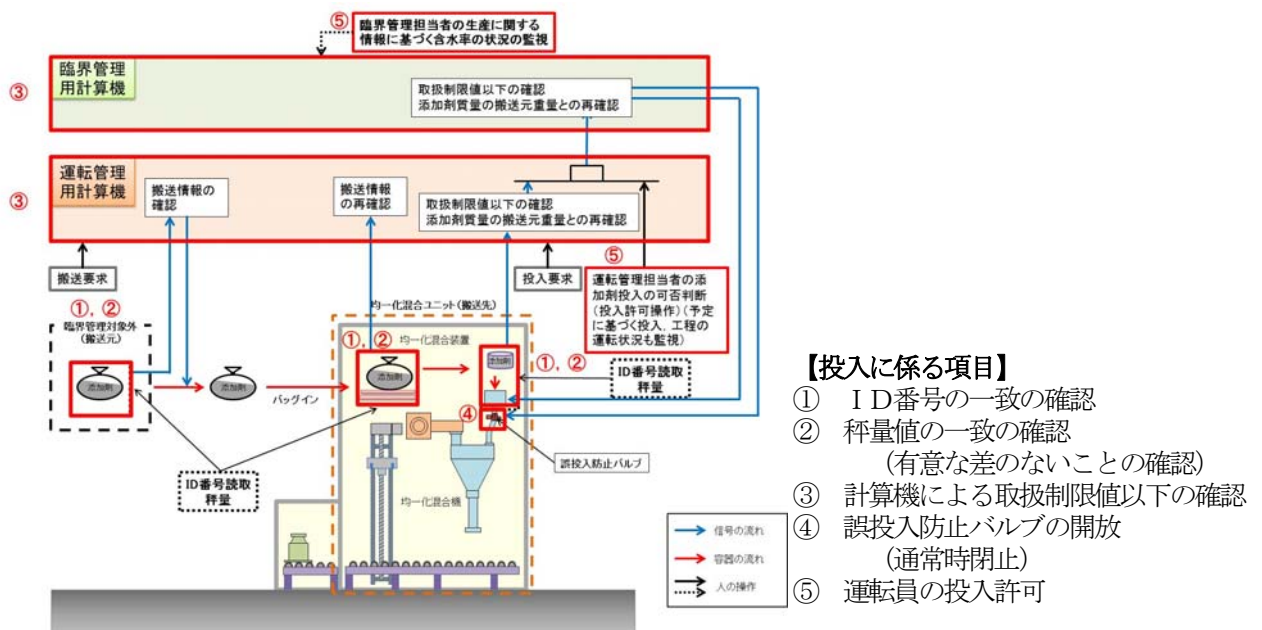 ⑤
臨界管理担当者の生産に関する
情報に基づく含水率の状況の監視
臨界管理
用計算機
③
取扱制限値以下の確認
添加剤質量の搬送元重量との再確認
運転管理
用計算機
③
搬送情報の
確認
搬送情報
の再確認
取扱制限値以下の確認
添加剤質量の搬送元重量との再確認
搬送要求
投入要求
⑤
運転管理担当者の添
加剤投入の可否判断
(投入許可操作)(予定
に基づく投入、工程の
運転状況も監視)
①, ②
臨界管理対象外
(搬送元)
添加剤
添加剤
バッグイン
均一化混合ユニット(搬送先)
①, ②
均一化混合装置
添加剤
添加剤
①, ②
ID番号読取
秤量
④
誤投入防止バルブ
ID番号読取
秤量
均一化混合機
信号の流れ
容器の流れ
人の操作
【投入に係る項目】
① ID番号の一致の確認
② 秤量値の一致の確認
(有意な差のないことの確認)
③ 計算機による取扱制限値以下の確認
④ 誤投入防止バルブの開放
(通常時閉止)
⑤ 運転員の投入許可